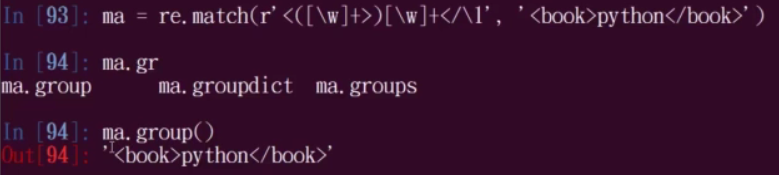 In [93]: ma = re.match(r'<([\w]+>)[\w]+</\1', '<book>python</book>')
In [94]: ma.gr
ma.group ma.groupdict ma.groups
In [94]: ma.group()
Out[94]: '<book>python</book>'